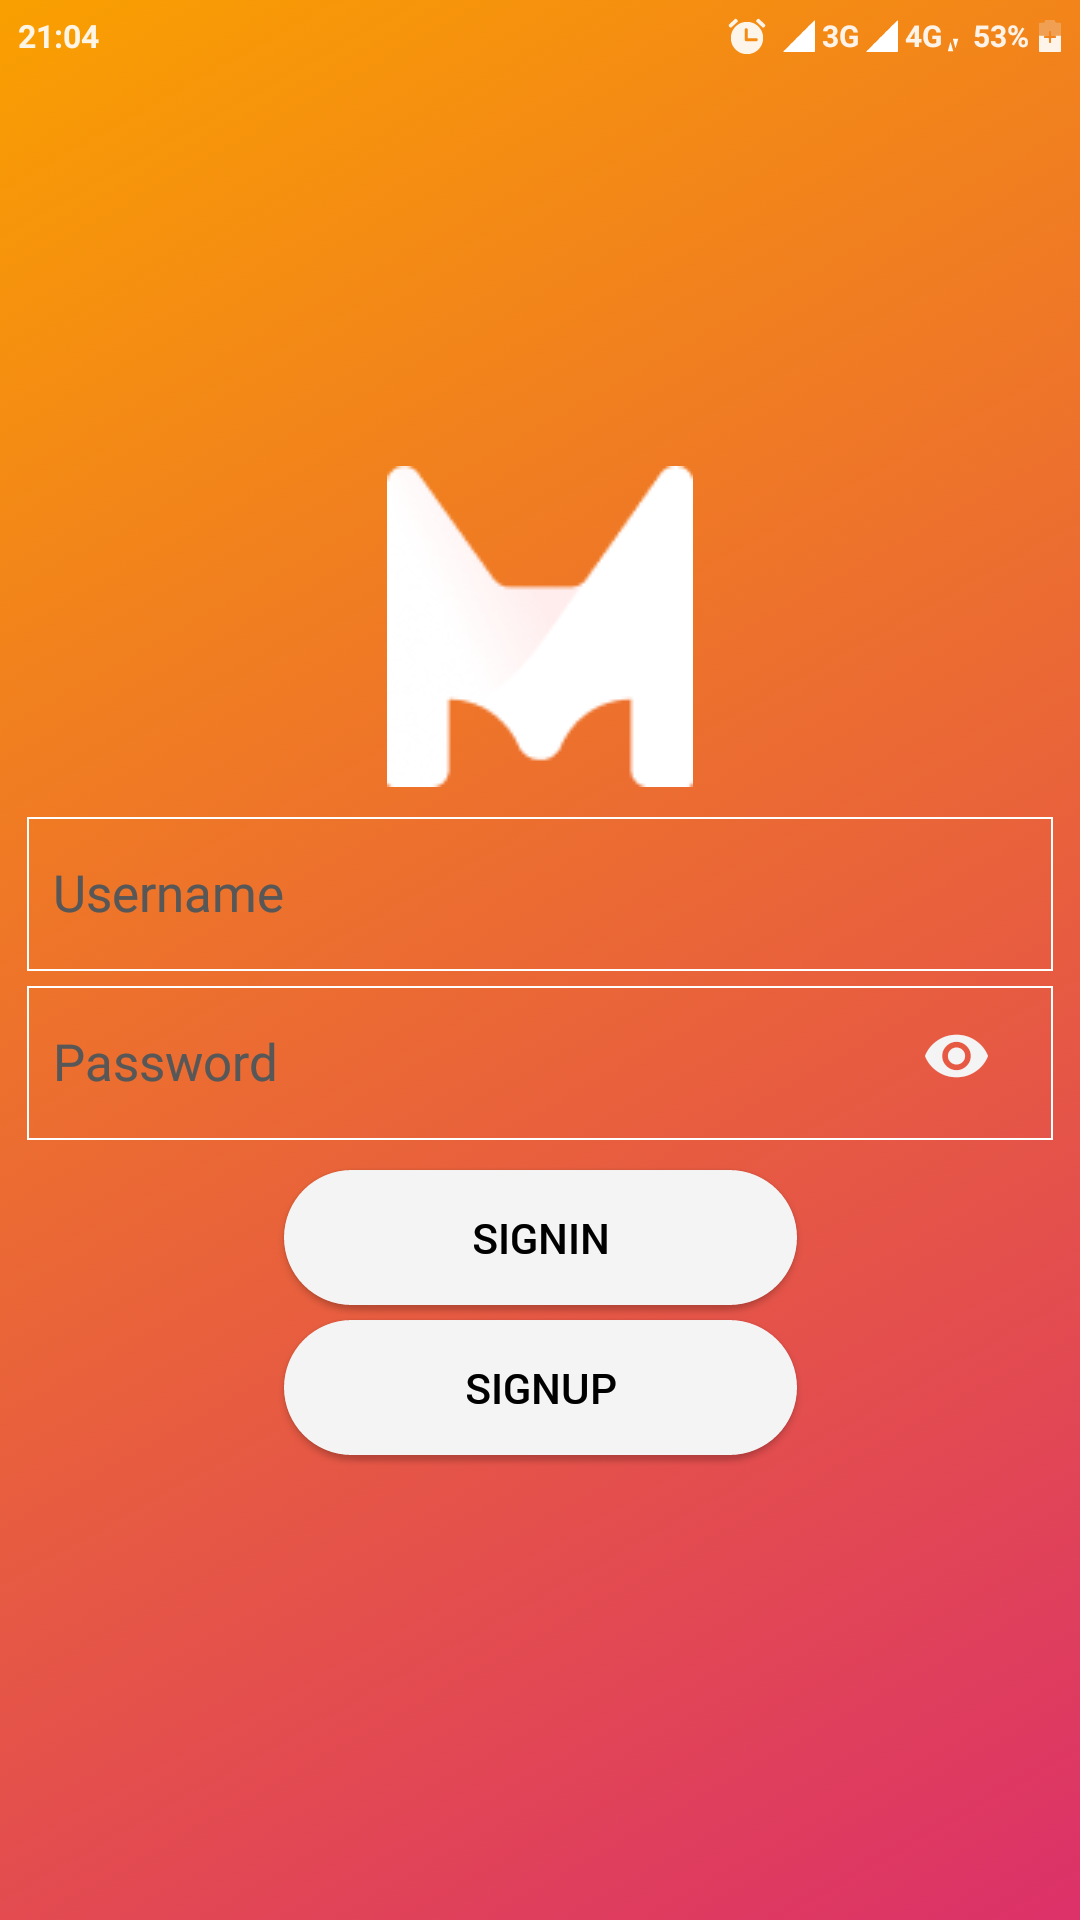 21:04 3G 4G 53%
M
Username
Password
SIGNIN
SIGNUP